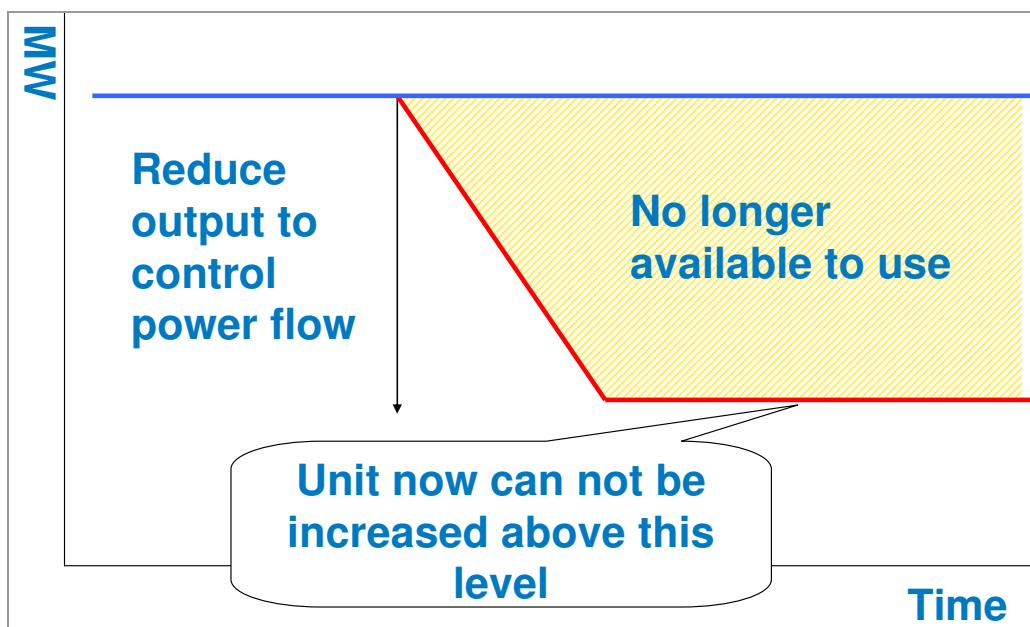 MW
Reduce
output to
control
power flow
No longer
available to use
Unit now can not be
increased above this
level
Time